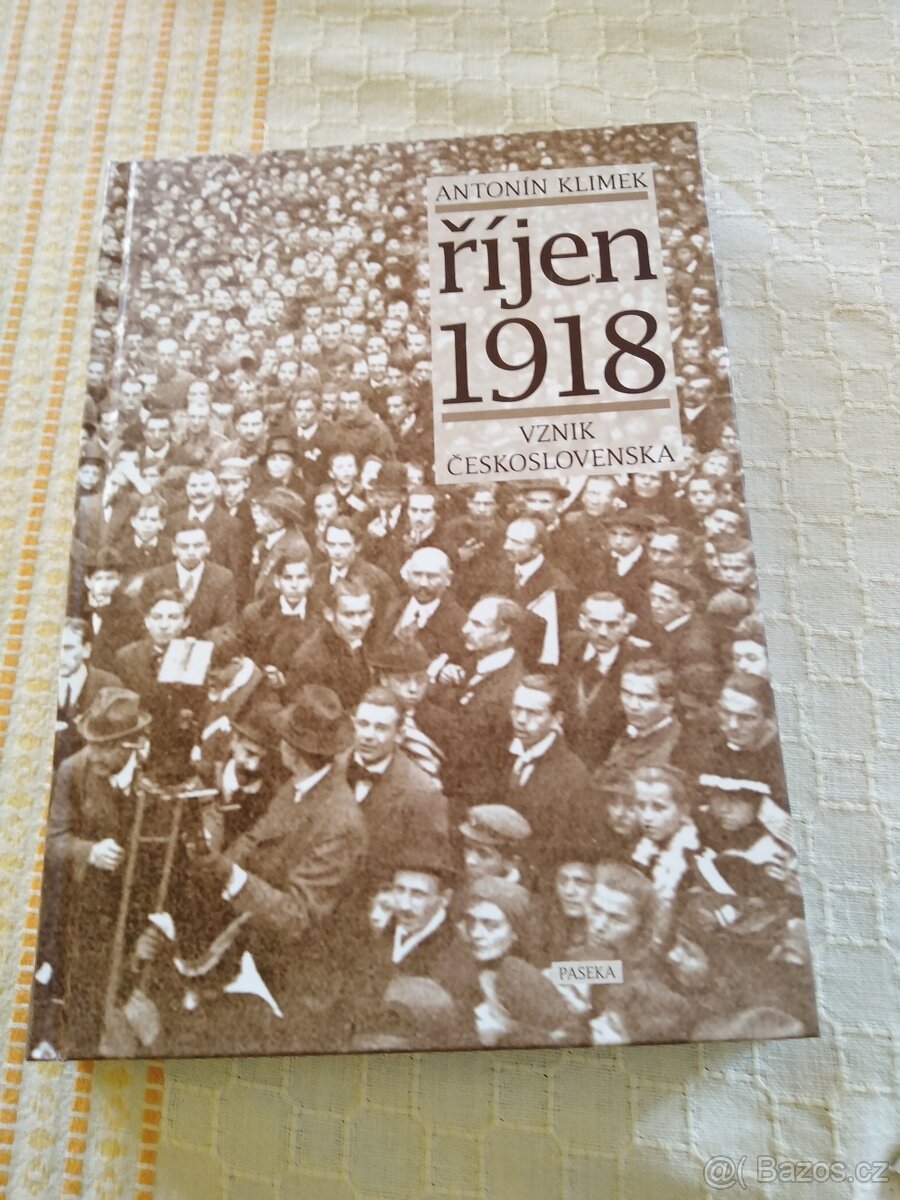 ANTONÍN KLIMEK
říjen
1918
VZNIK
ČESKOSLOVENSKA
PASEKA
@( Bazos.cz